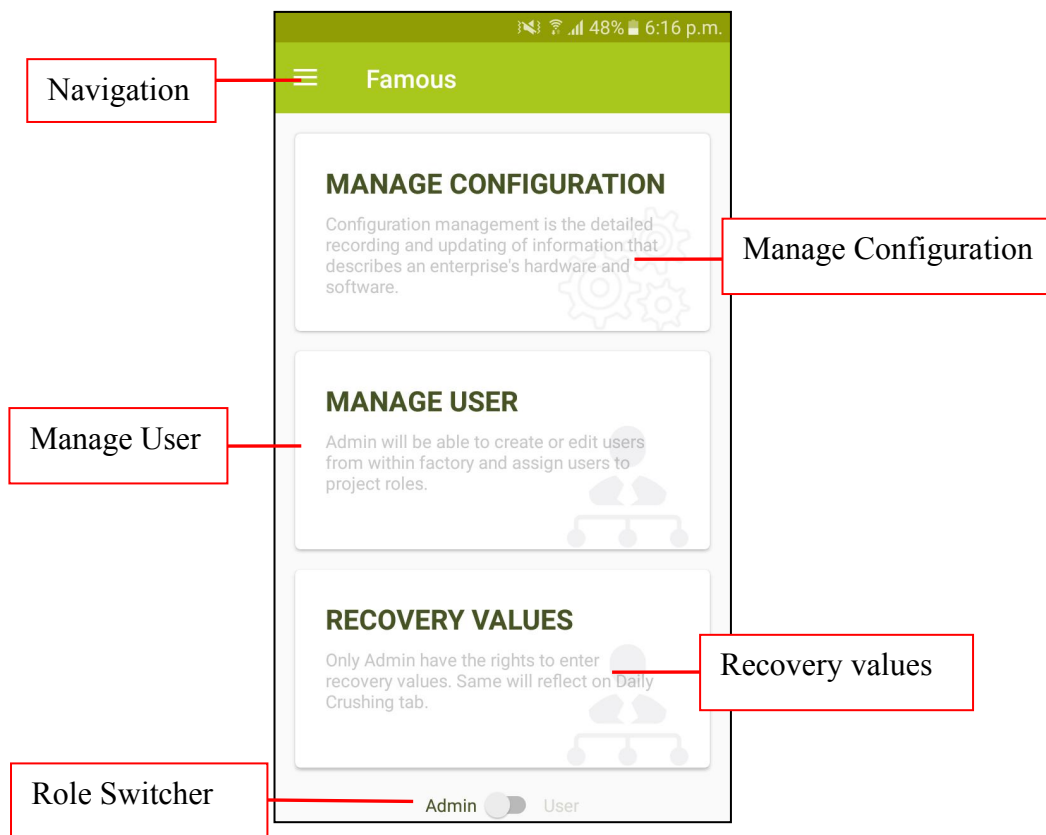 48% 6:16 p.m.
Navigation
Famous
MANAGE CONFIGURATION
Configuration management is the detailed
recording and updating of information that
describes an enterprise's hardware and
software.
Manage Configuration
MANAGE USER
Admin will be able to create or edit users
from within factory and assign users to
project roles.
Manage User
RECOVERY VALUES
Only Admin have the rights to enter
recovery values. Same will reflect on Daily
Crushing tab.
Recovery values
Role Switcher
Admin User